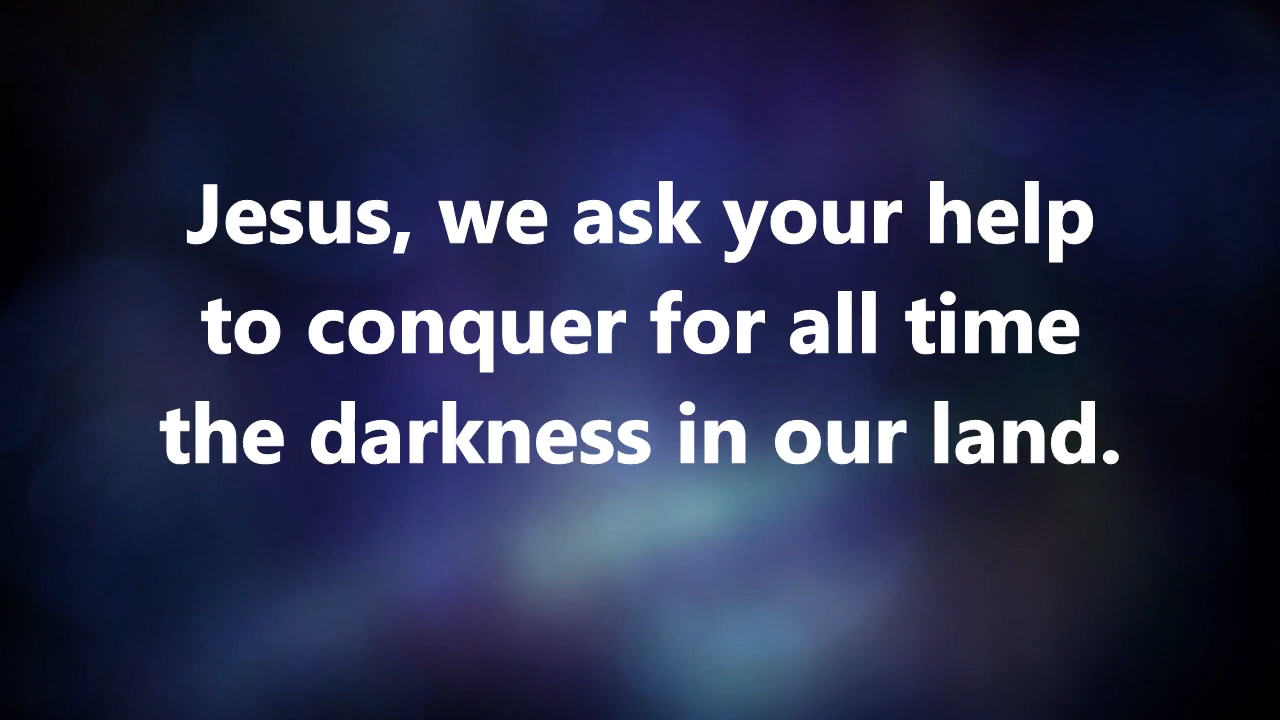 Jesus, we ask your help
to conquer for all time
the darkness in our land.